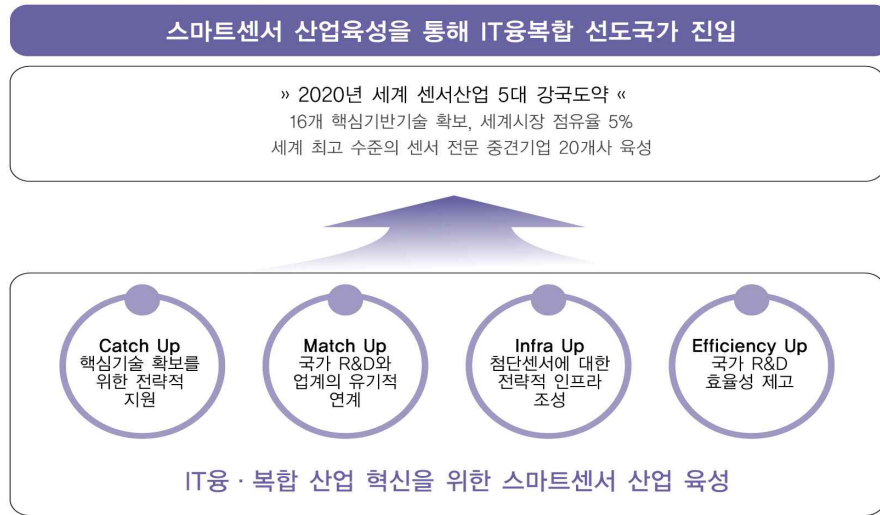 스마트센서 산업육성을 통해 IT융복합 선도국가 진입
» 2020년 세계 센서산업 5대 강국도약 «
16개 핵심기반기술 확보, 세계시장 점유율 5%
세계 최고 수준의 센서 전문 중견기업 20개사 육성
Catch Up
핵심기술 확보를
위한 전략적
지원
Match Up
국가 R&D와
업계의 유기적
연계
Infra Up
첨단센서에 대한
전략적 인프라
조성
Efficiency Up
국가 R&D
효율성 제고
IT융 · 복합 산업 혁신을 위한 스마트센서 산업 육성